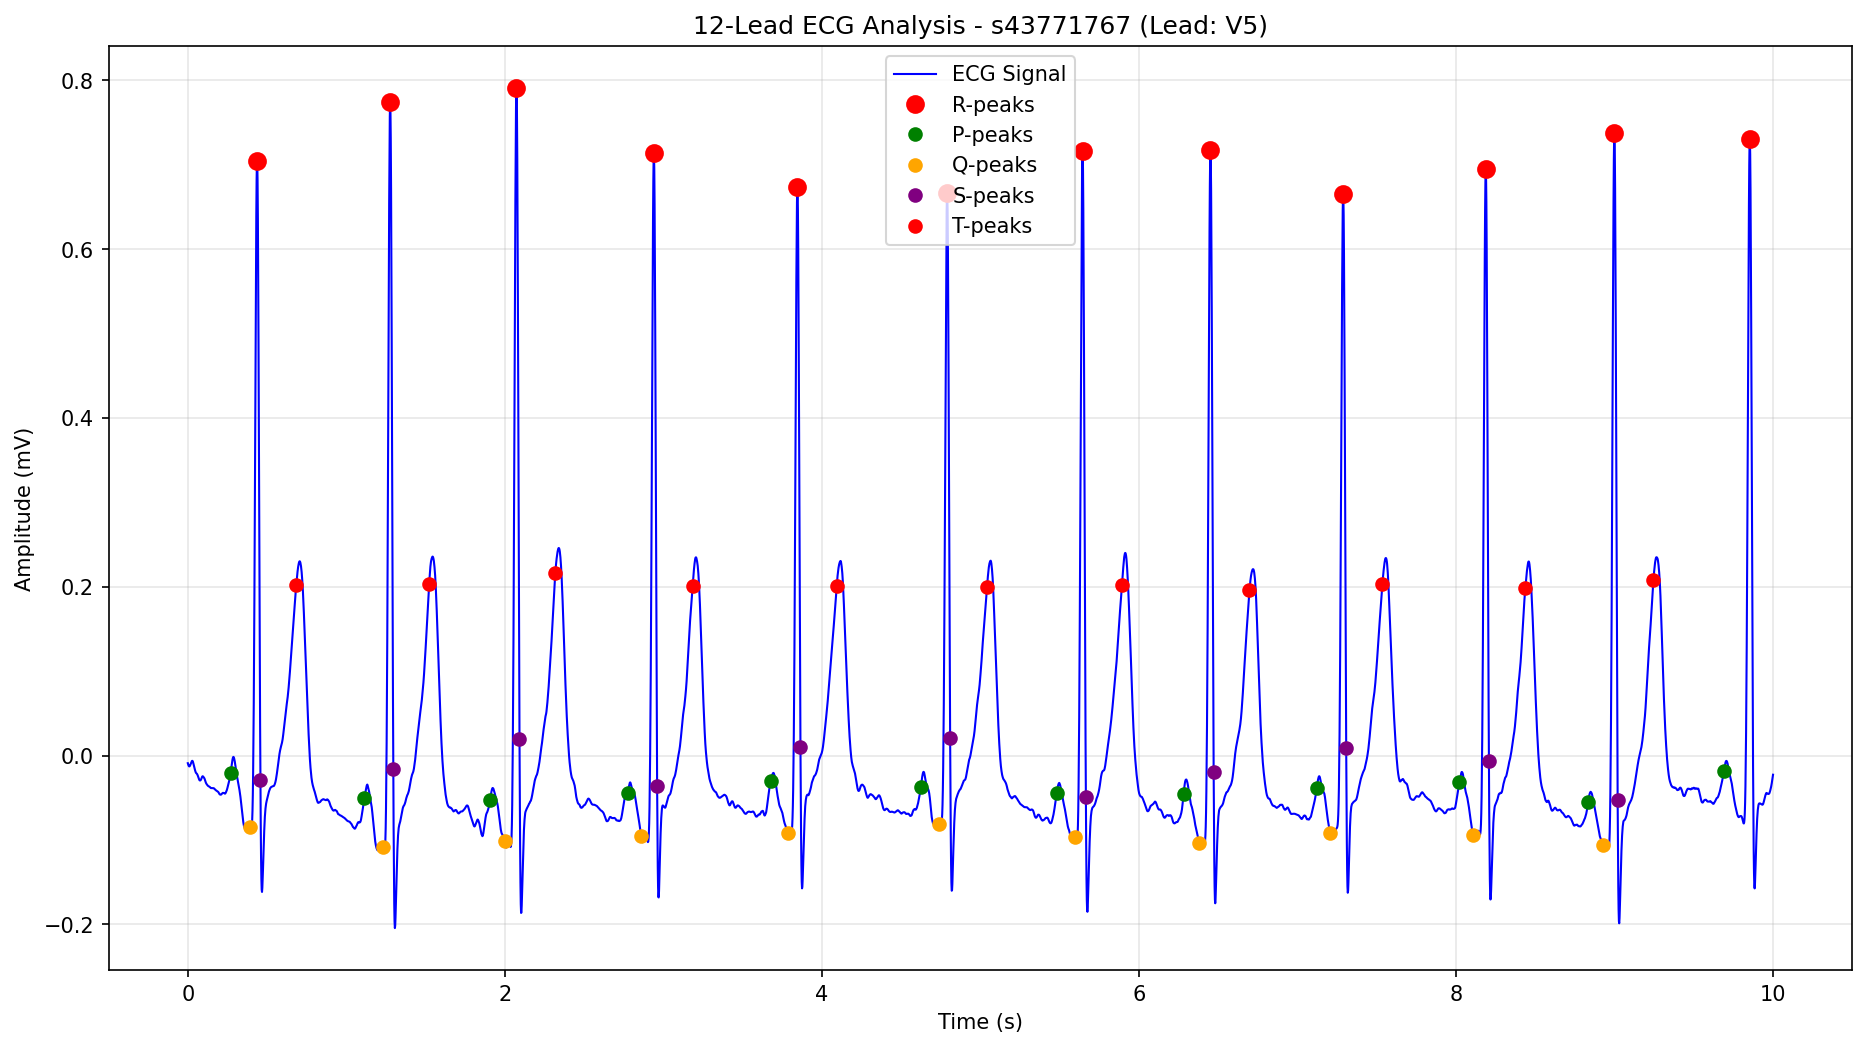 12-Lead ECG Analysis - s43771767 (Lead: V5)
ECG Signal
R-peaks
P-peaks
Q-peaks
S-peaks
T-peaks
Amplitude (mV)
0.8
0.6
0.4
0.2
0.0
−0.2
0 2 4 6 8 10
Time (s)